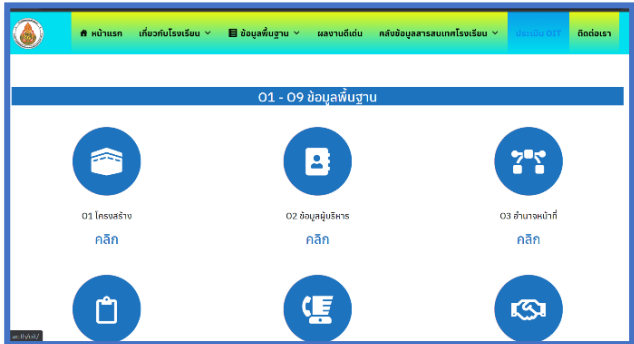 หน้าแรก เกี่ยวกับโรงเรียน ข้อมูลพื้นฐาน ผลงานดีเด่น คลังข้อมูลสารสนเทศโรงเรียน ประเมิน OIT ติดต่อเรา
O1 - O9 ข้อมูลพื้นฐาน
O1 โครงสร้าง O2 ข้อมูลผู้บริหาร O3 อำนาจหน้าที่
คลิก คลิก คลิก